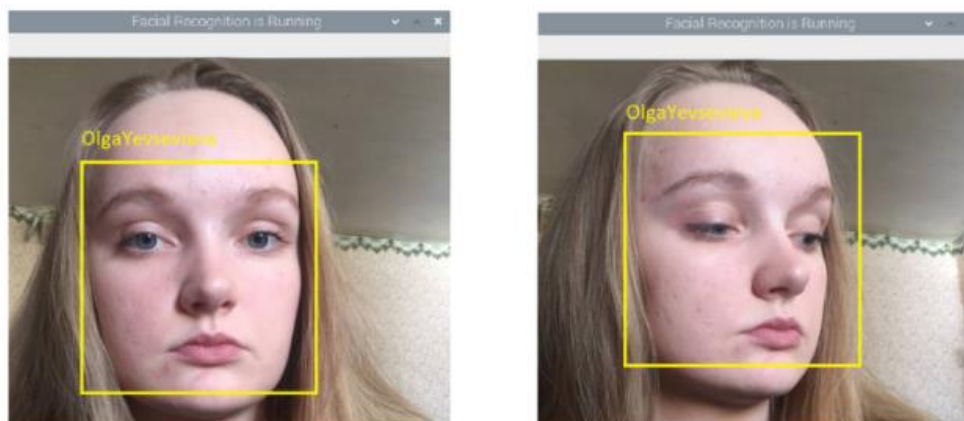 Facial Recognition is Running
OlgaYevsevieva
Facial Recognition is Running
OlgaYevsevieva